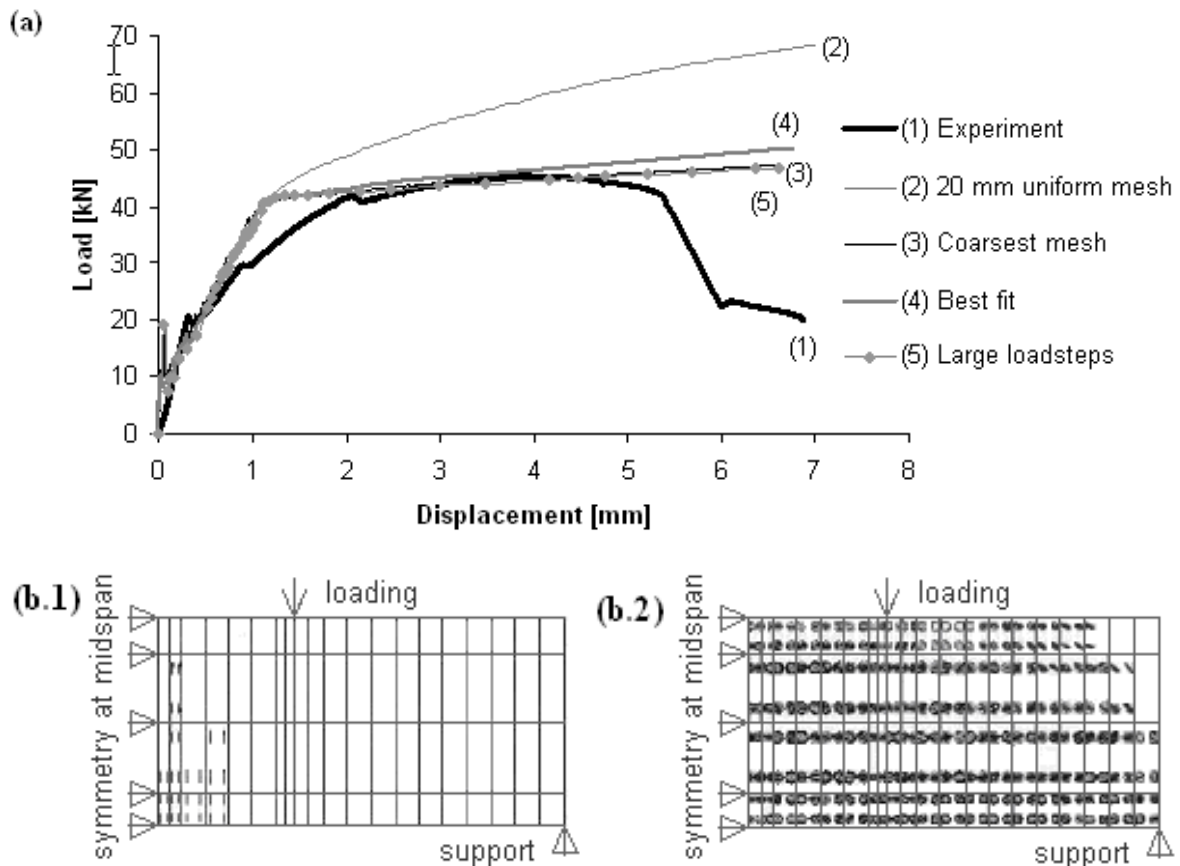 (a)
70
60
50
40
30
20
10
0
Load [kN]
0 1 2 3 4 5 6 7 8
Displacement [mm]
(2)
(4)
(3)
(5)
(1)
(1) Experiment
(2) 20 mm uniform mesh
(3) Coarsest mesh
(4) Best fit
(5) Large loadsteps
(b.1)
symmetry at midspan
loading
support
(b.2)
symmetry at midspan
loading
support